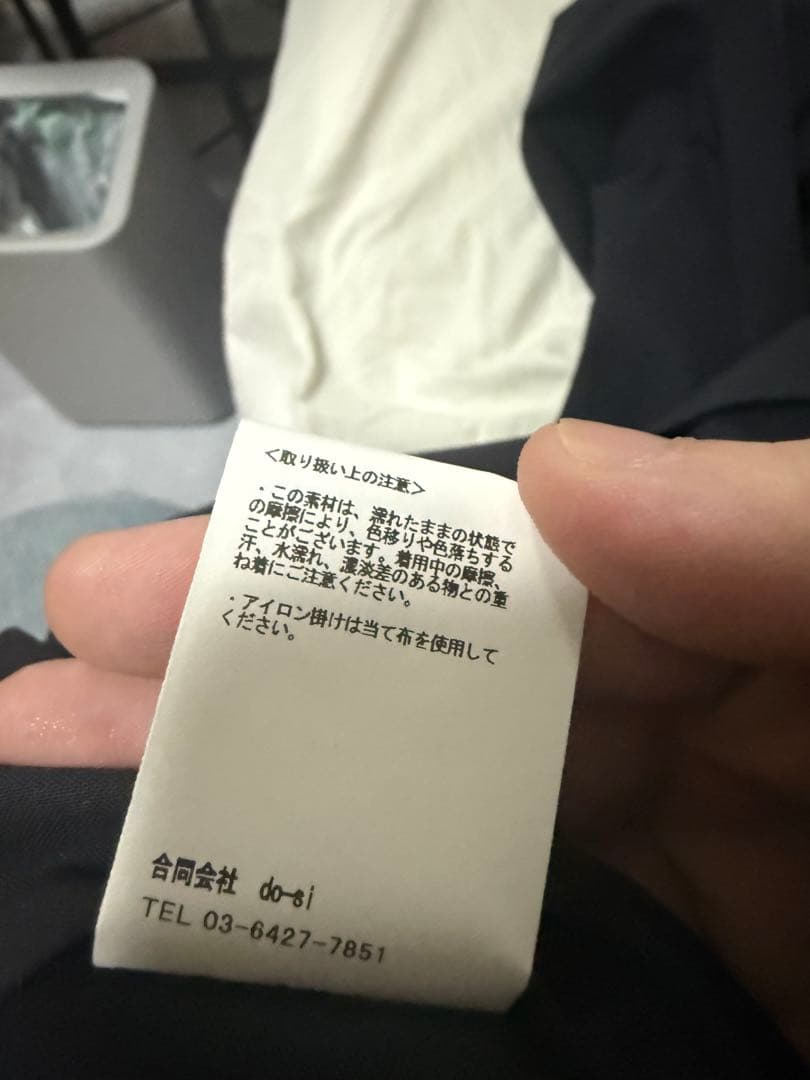 <取り扱い上の注意>
・この素材は、濡れたままの状態で
の摩擦により、色移りや色落ちする
ことがございます。着用中の摩擦、
汗、水濡れ、濃淡差のある物との重
ね着にご注意ください。
・アイロン掛けは当て布を使用して
ください。
合同会社 do-si
TEL 03-6427-7851